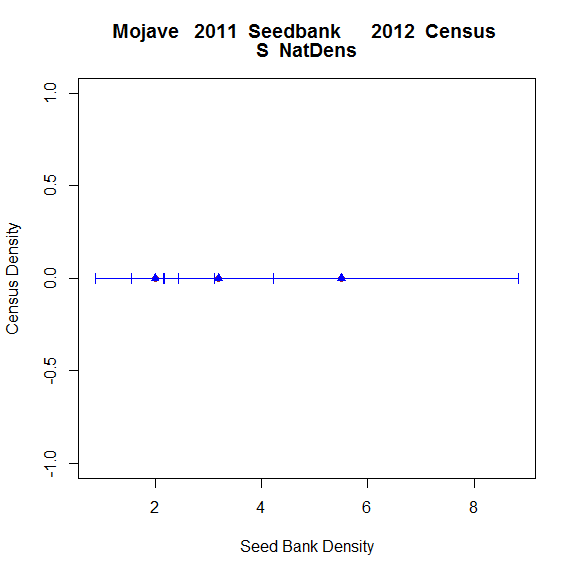 Mojave 2011 Seedbank 2012 Census
S NatDens
1.0
0.5
0.0
-0.5
-1.0
Census Density
2 4 6 8
Seed Bank Density